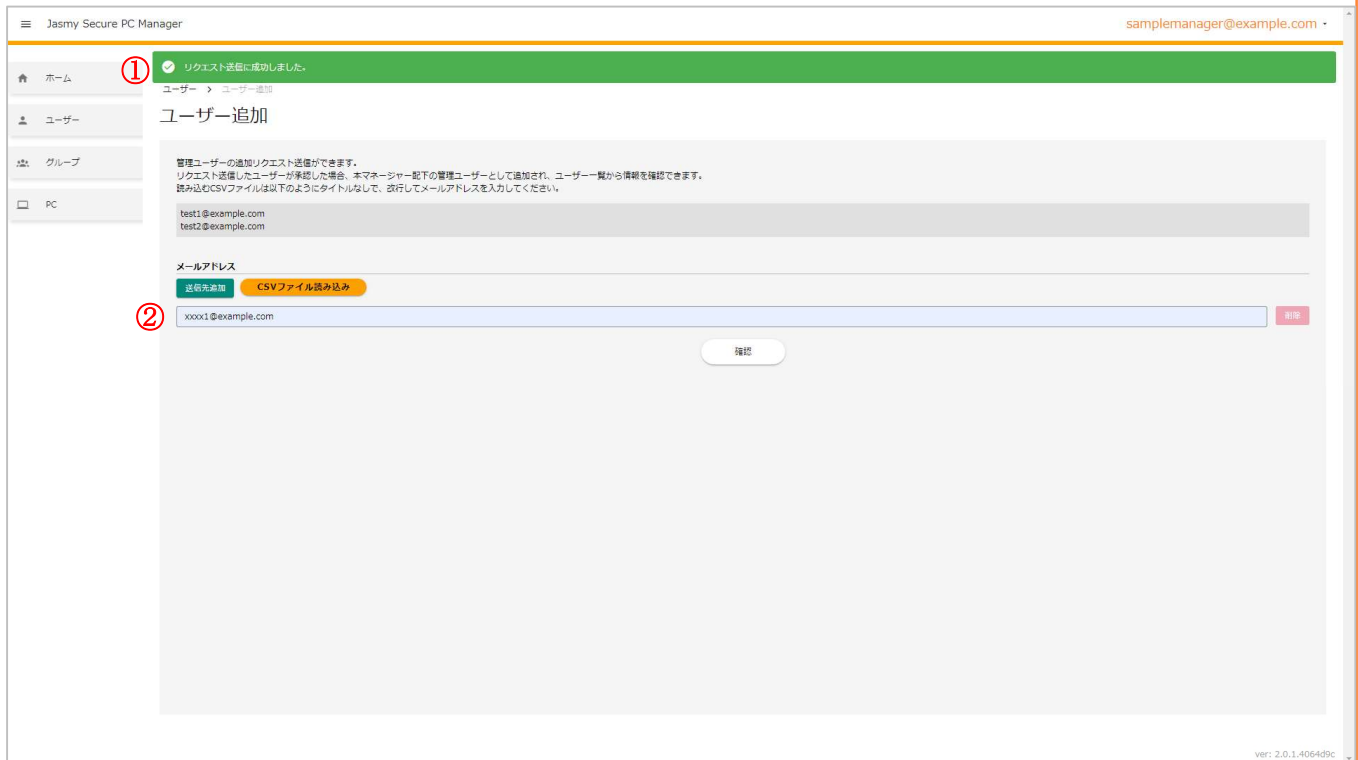 Jasmy Secure PC Manager
samplemanager@example.com
① リクエスト送信に成功しました。
ホーム
ユーザー > ユーザー追加
ユーザー
ユーザー追加
グループ
PC
管理ユーザーの追加リクエスト送信ができます。
リクエスト送信したユーザーが承認した場合、本マネージャー配下の管理ユーザーとして追加され、ユーザー一覧から情報を確認できます。
読み込むCSVファイルは以下のようにタイトルなしで、改行してメールアドレスを入力してください。
test1@example.com
test2@example.com
メールアドレス
送信先追加 CSVファイル読み込み
② xxxx1@example.com 削除
確認
ver: 2.0.1.4064d9c